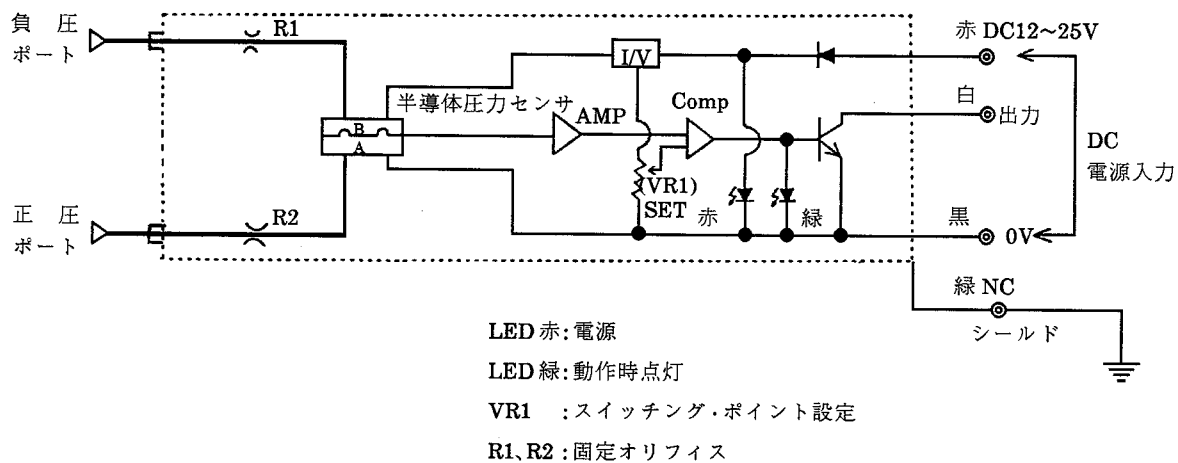 負 圧
ポート
R1
赤 DC12~25V
I/V
白
出力
半導体圧力センサ
B
A
AMP
Comp
DC
電源入力
(VR1)
SET
赤
緑
正 圧
ポート
R2
黒
0V
緑 NC
シールド
LED 赤:電源
LED 緑:動作時点灯
VR1 :スイッチング・ポイント設定
R1、R2 :固定オリフィス